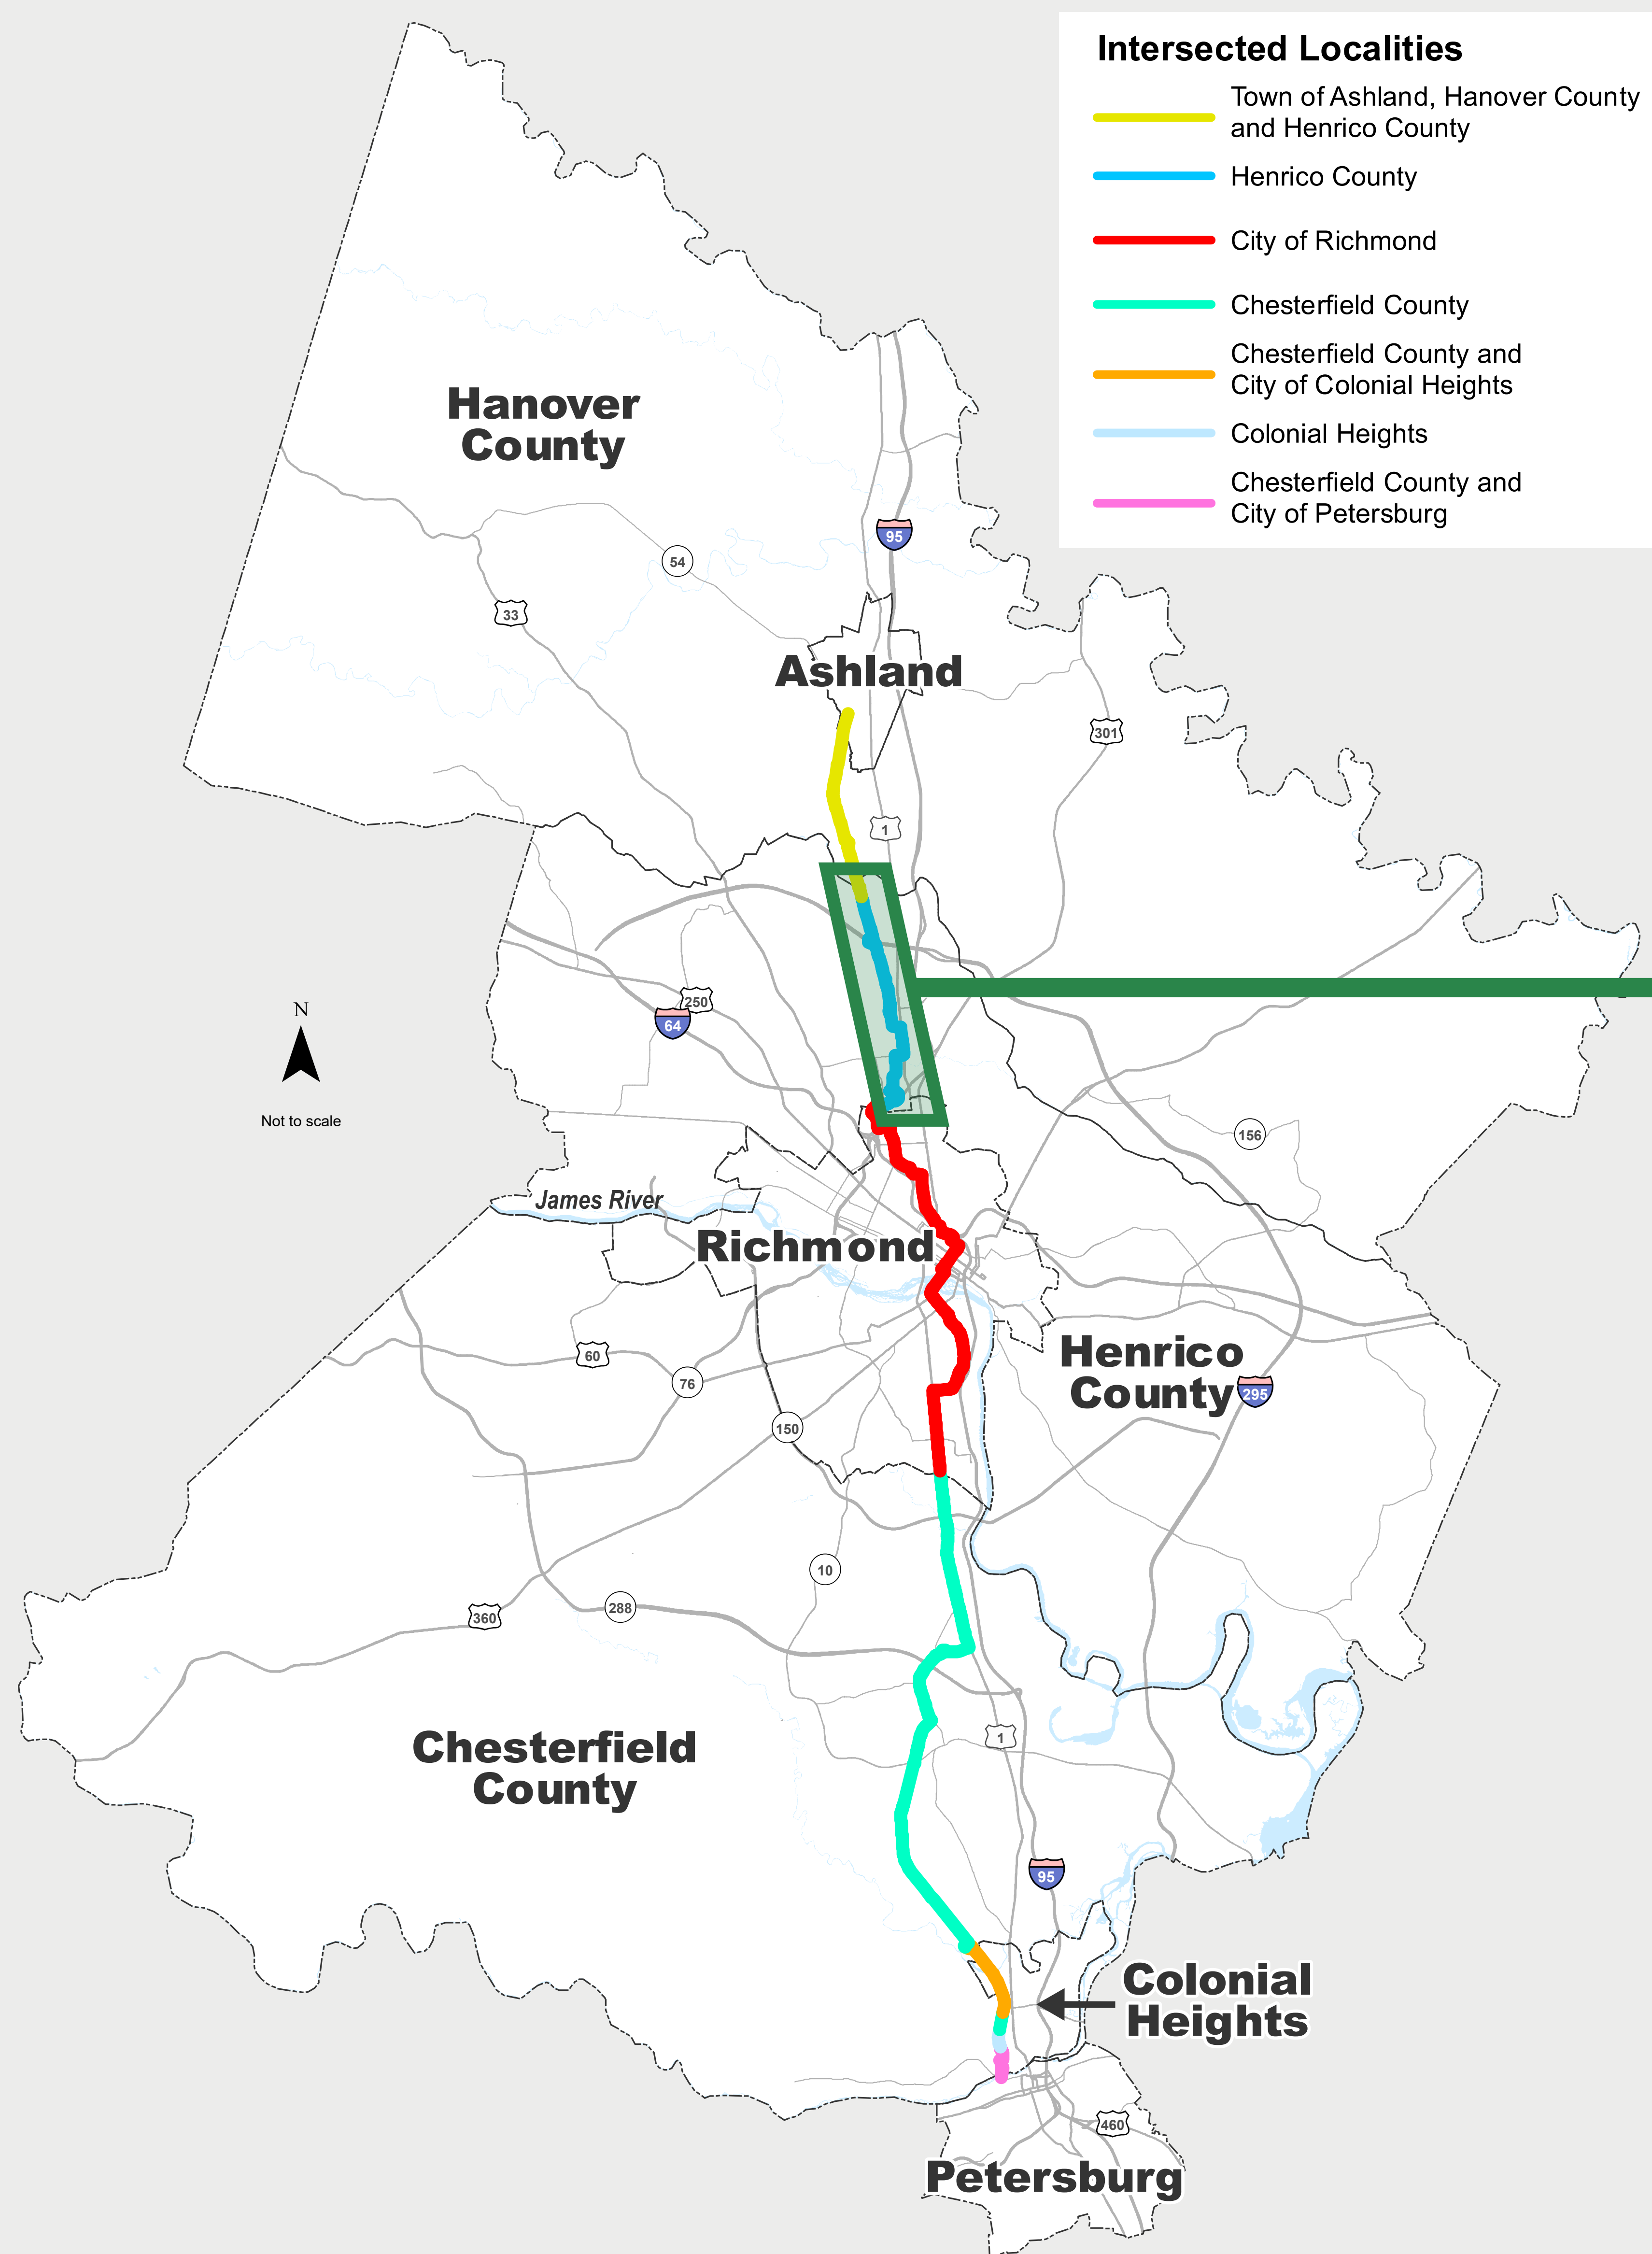 Intersected Localities
Town of Ashland, Hanover County
and Henrico County
Henrico County
City of Richmond
Chesterfield County
Chesterfield County and
City of Colonial Heights
Colonial Heights
Chesterfield County and
City of Petersburg
Hanover
County
95
54
33
Ashland
301
1
250
64
N
Not to scale
156
James River
Richmond
60
76
Henrico
County
295
150
10
360
288
1
Chesterfield
County
95
Colonial
Heights
460
Petersburg